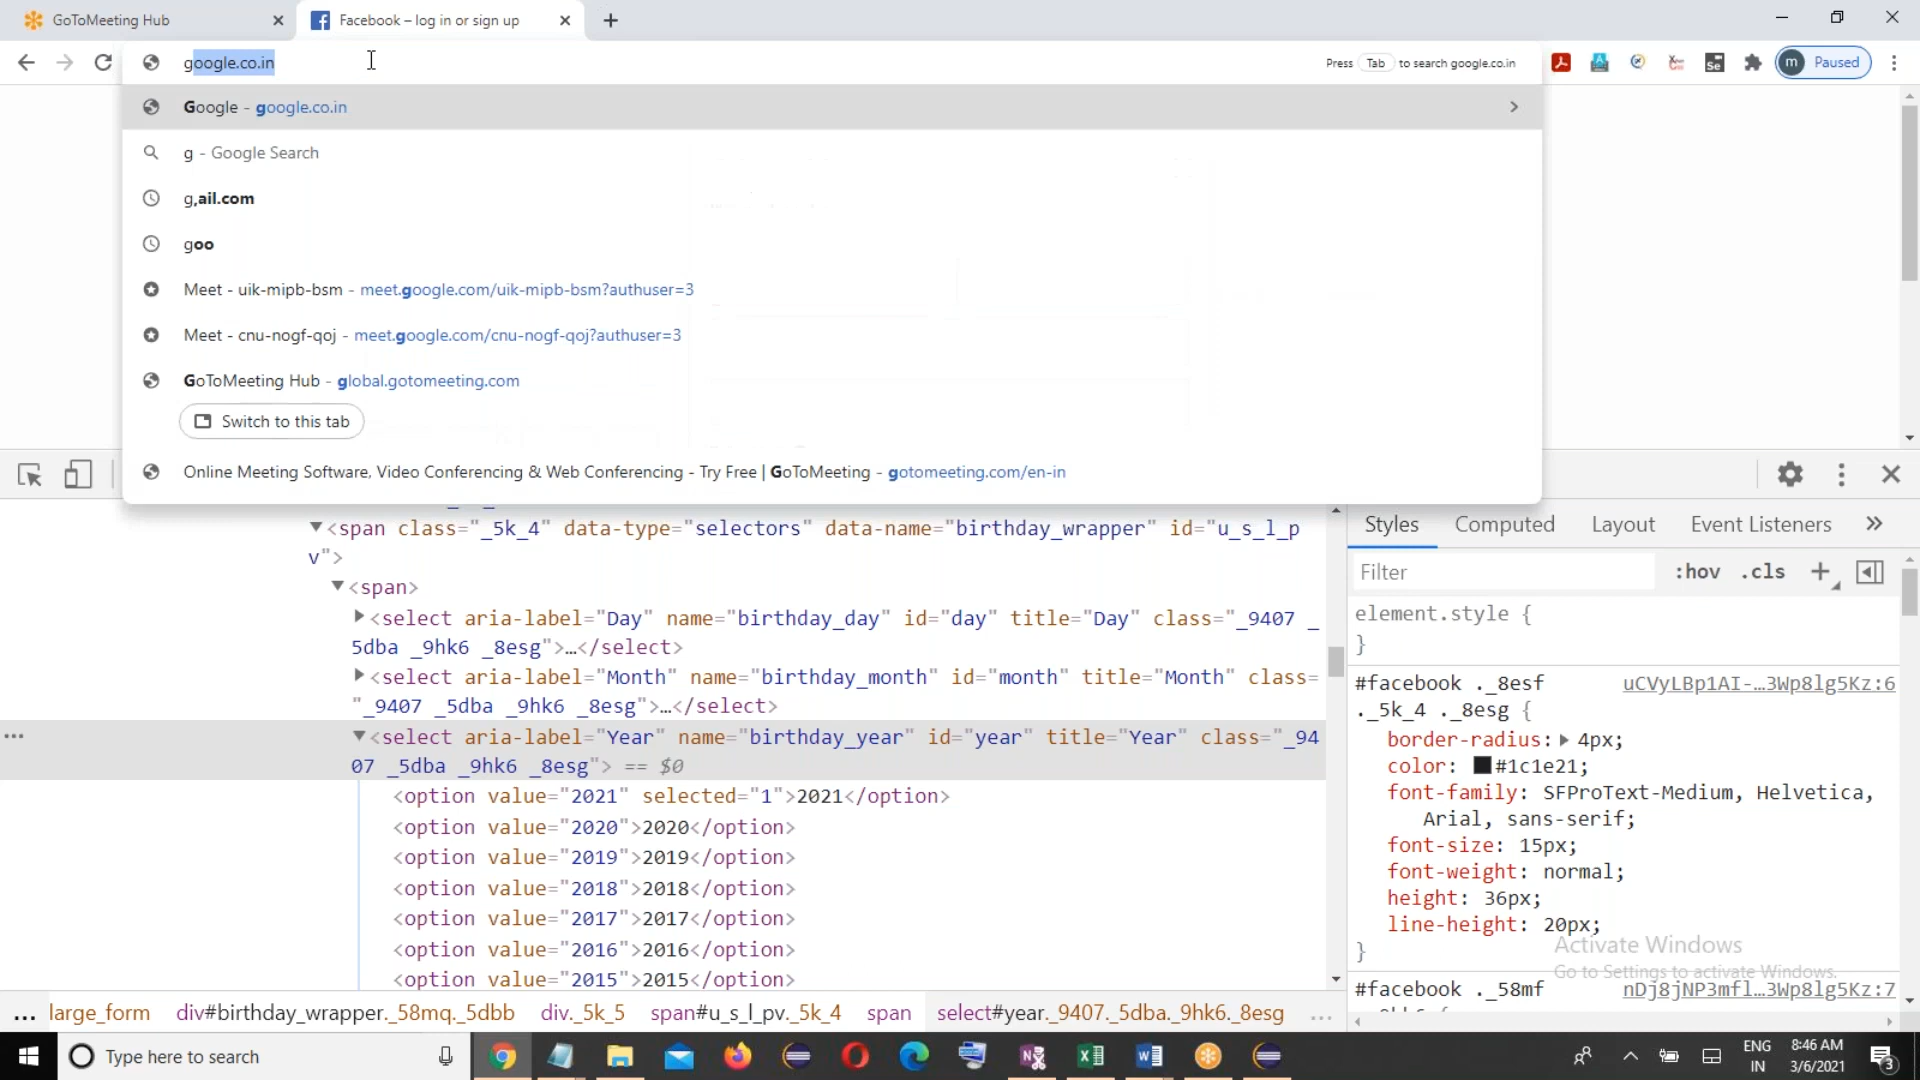 GoToMeeting Hub
Facebook – log in or sign up
google.co.in
Press Tab to search google.co.in
m Paused
Google - google.co.in
g - Google Search
g,ail.com
goo
Meet - uik-mipb-bsm - meet.google.com/uik-mipb-bsm?authuser=3
Meet - cnu-nogf-qoj - meet.google.com/cnu-nogf-qoj?authuser=3
GoToMeeting Hub - global.gotomeeting.com
Switch to this tab
Online Meeting Software, Video Conferencing & Web Conferencing - Try Free | GoToMeeting - gotomeeting.com/en-in
<span class="_5k_4" data-type="selectors" data-name="birthday_wrapper" id="u_s_l_p
v">
<span>
<select aria-label="Day" name="birthday_day" id="day" title="Day" class="_9407 _
5dba _9hk6 _8esg">…</select>
<select aria-label="Month" name="birthday_month" id="month" title="Month" class=
"_9407 _5dba _9hk6 _8esg">…</select>
<select aria-label="Year" name="birthday_year" id="year" title="Year" class="_94
07 _5dba _9hk6 _8esg"> == $0
<option value="2021" selected="1">2021</option>
<option value="2020">2020</option>
<option value="2019">2019</option>
<option value="2018">2018</option>
<option value="2017">2017</option>
<option value="2016">2016</option>
<option value="2015">2015</option>
... large_form div#birthday_wrapper._58mq._5dbb div._5k_5 span#u_s_l_pv._5k_4 span select#year._9407._5dba._9hk6._8esg ...
Styles Computed Layout Event Listeners »
Filter :hov .cls +
element.style {
}
#facebook ._8esf uCVyLBp1AI-…3Wp8lg5Kz:6
._5k_4 ._8esg {
border-radius: 4px;
color: #1c1e21;
font-family: SFProText-Medium, Helvetica,
Arial, sans-serif;
font-size: 15px;
font-weight: normal;
height: 36px;
line-height: 20px;
}
Activate Windows
Go to Settings to activate Windows.
#facebook ._58mf nDj8jNP3mfl…3Wp8lg5Kz:7
Type here to search
Se
ENG
IN
8:46 AM
3/6/2021
3